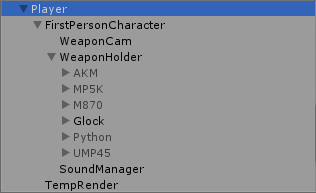 Player
FirstPersonCharacter
WeaponCam
WeaponHolder
AKM
MP5K
M870
Glock
Python
UMP45
SoundManager
TempRender